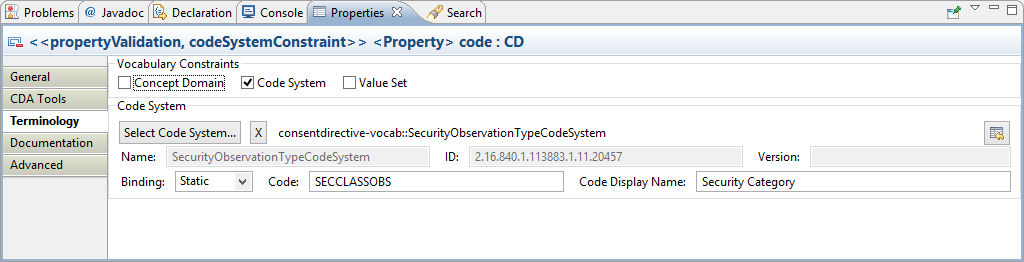 Problems @ Javadoc Declaration Console Properties Search
<<propertyValidation, codeSystemConstraint>> <Property> code : CD
General
CDA Tools
Terminology
Documentation
Advanced
Vocabulary Constraints
Concept Domain Code System Value Set
Code System
Select Code System... X consentdirective-vocab::SecurityObservationTypeCodeSystem
Name: SecurityObservationTypeCodeSystem ID: 2.16.840.1.113883.1.11.20457 Version:
Binding: Static Code: SECCLASSOBS Code Display Name: Security Category